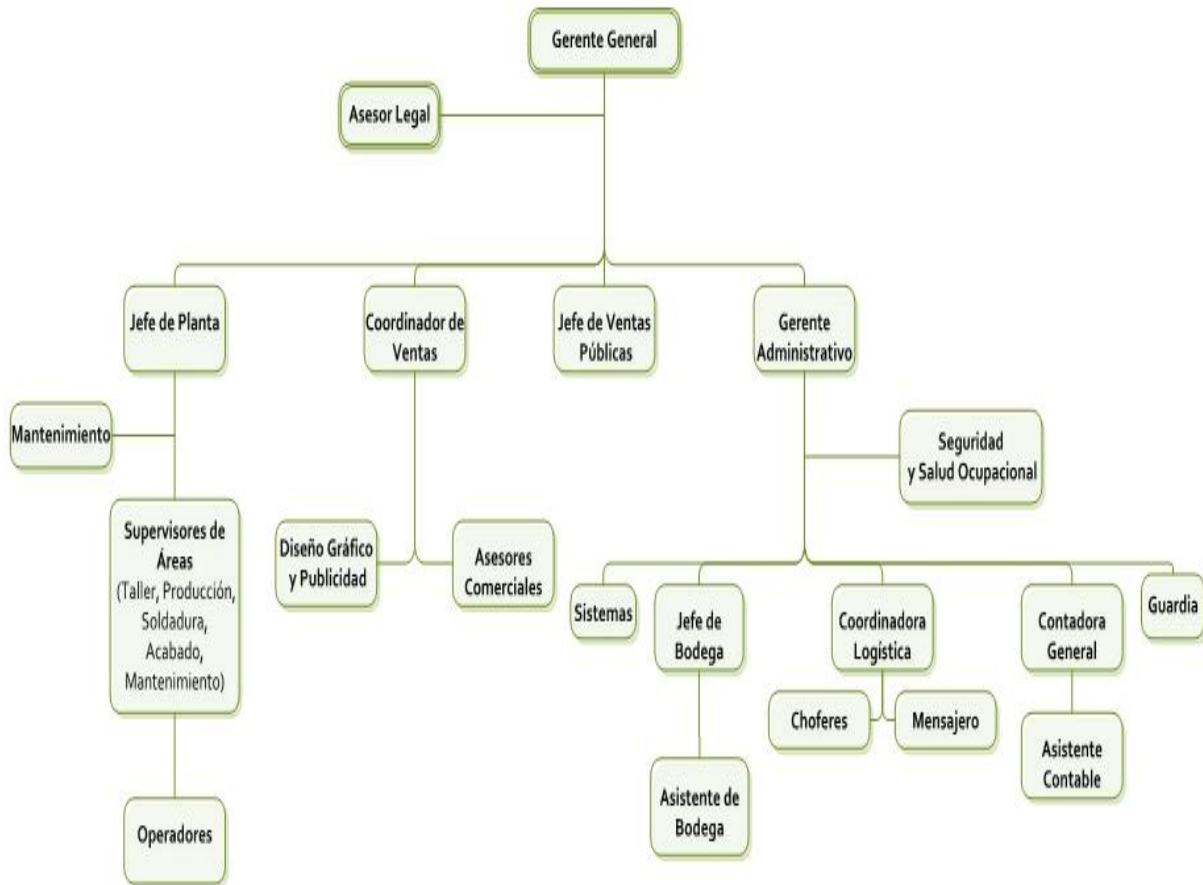 Gerente General
Asesor Legal
Jefe de Planta
Coordinador de
Ventas
Jefe de Ventas
Públicas
Gerente
Administrativo
Mantenimiento
Seguridad
y Salud Ocupacional
Supervisores de
Áreas
(Taller, Producción,
Soldadura,
Acabado,
Mantenimiento)
Diseño Gráfico
y Publicidad
Asesores
Comerciales
Sistemas
Jefe de
Bodega
Coordinadora
Logística
Contadora
General
Guardia
Choferes
Mensajero
Asistente
Contable
Asistente de
Bodega
Operadores